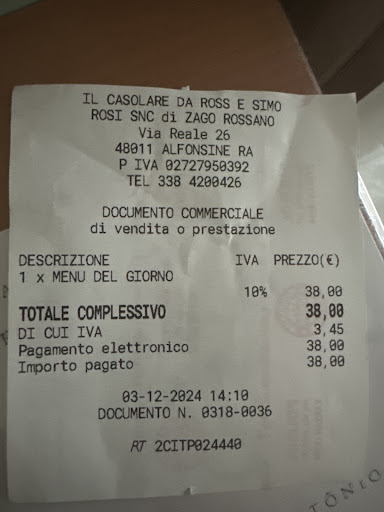 IL CASOLARE DA ROSS E SIMO
ROSI SNC di ZAGO ROSSANO
Via Reale 26
48011 ALFONSINE RA
P IVA 02727950392
TEL 338 4200426
DOCUMENTO COMMERCIALE
di vendita o prestazione
DESCRIZIONE IVA PREZZO(€)
1 x MENU DEL GIORNO
10% 38,00
TOTALE COMPLESSIVO 38,00
DI CUI IVA 3,45
Pagamento elettronico 38,00
Importo pagato 38,00
03-12-2024 14:10
DOCUMENTO N. 0318-0036
RT 2CITP024440